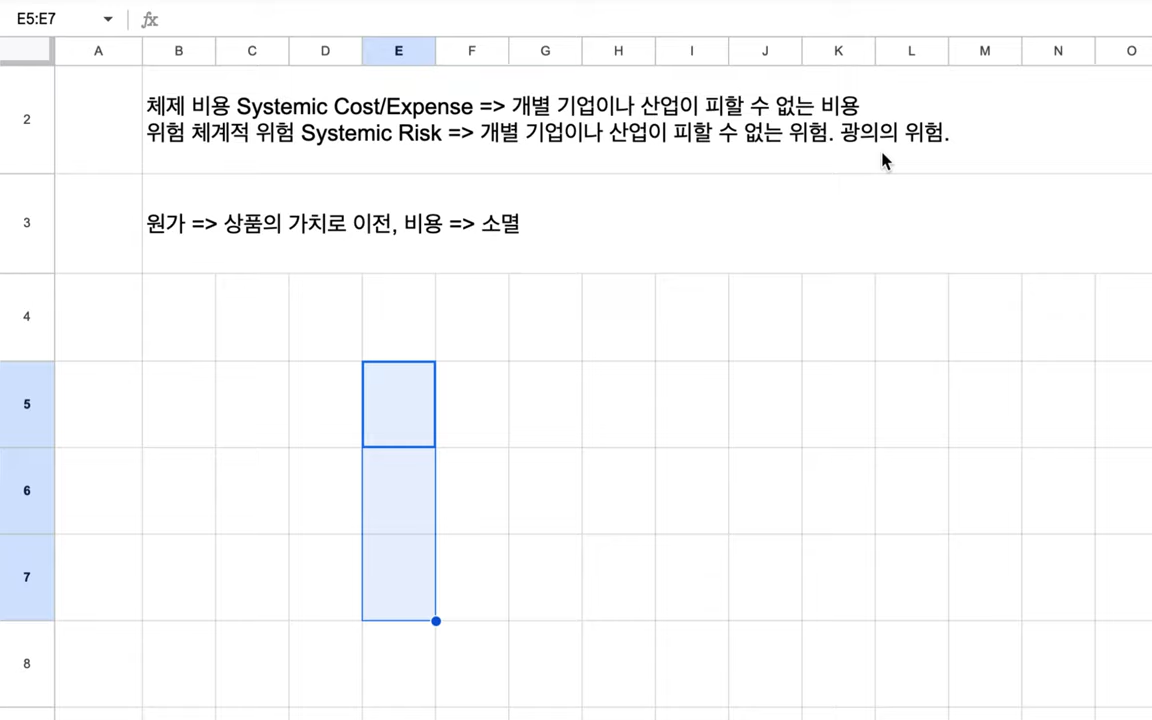 E5:E7 fx
A B C D E F G H I J K L M N O
2
체제 비용 Systemic Cost/Expense => 개별 기업이나 산업이 피할 수 없는 비용
위험 체계적 위험 Systemic Risk => 개별 기업이나 산업이 피할 수 없는 위험. 광의의 위험.
3
원가 => 상품의 가치로 이전, 비용 => 소멸
4
5
6
7
8